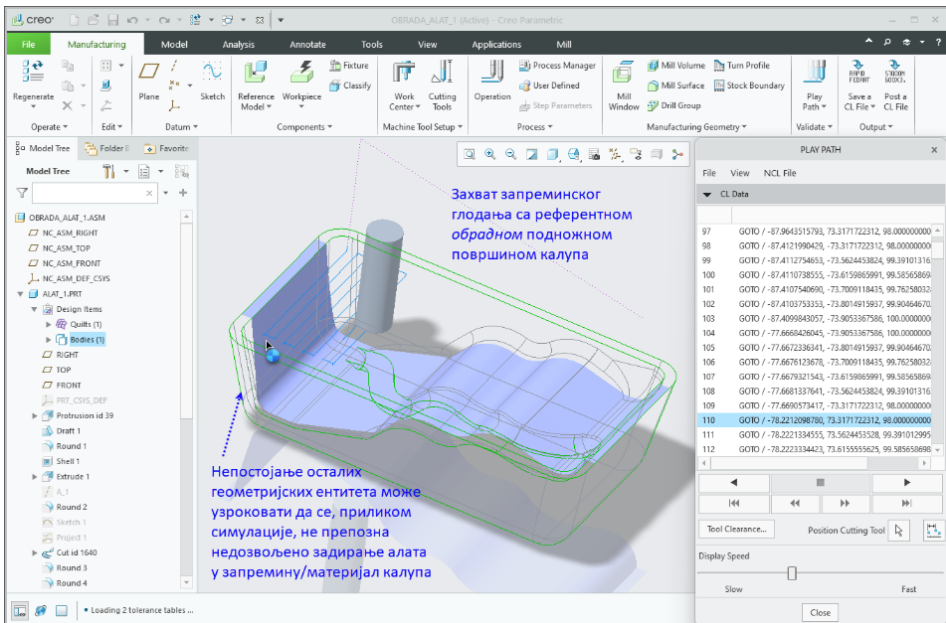 creo
OBRADA_ALAT_1 (Active) - Creo Parametric
File Manufacturing Model Analysis Annotate Tools View Applications Mill
Regenerate
Plane
Sketch
Reference Model
Workpiece
Fixture
Classify
Work Center
Cutting Tools
Operation
Process Manager
User Defined
Step Parameters
Mill Window
Mill Volume
Mill Surface
Drill Group
Turn Profile
Stock Boundary
Play Path
Save a CL File
Post a CL File
Operate Edit Datum Components Machine Tool Setup Process Manufacturing Geometry Validate Output
Model Tree Folder B Favorite
Model Tree
OBRADA_ALAT_1.ASM
NC_ASM_RIGHT
NC_ASM_TOP
NC_ASM_FRONT
NC_ASM_DEF_CSYS
ALAT_1.PRT
Design Items
Quilts (1)
Bodies (1)
RIGHT
TOP
FRONT
PRT_CSYS_DEF
Protrusion id 39
Draft 1
Round 1
Shell 1
Extrude 1
A_1
Round 2
Sketch 1
Project 1
Cut id 1640
Round 3
Round 4
• Loading 2 tolerance tables ...
Захват запреминског
глодања са референтном
обрадном подножном
површином калупа
Непостојање осталих
геометријских ентитета може
узроковати да се, приликом
симулације, не препозна
недозвољено задирање алата
у запремину/материјал калупа
PLAY PATH
File View NCL File
CL Data
97 GOTO / -87.9643515793, 73.3171722312, 98.000000000
98 GOTO / -87.4121990429, -73.3171722312, 98.000000000
99 GOTO / -87.4112754653, -73.5624453824, 99.39101316
100 GOTO / -87.4110738555, -73.6159865991, 99.58565868
101 GOTO / -87.4107540690, -73.7009118435, 99.76258032
102 GOTO / -87.4103753353, -73.8014915937, 99.90464670
103 GOTO / -87.4099843057, -73.9053367586, 100.0000000
104 GOTO / -77.6668426045, -73.9053367586, 100.0000000
105 GOTO / -77.6672336341, -73.8014915937, 99.90464670
106 GOTO / -77.6676123678, -73.7009118435, 99.76258032
107 GOTO / -77.6679321543, -73.6159865991, 99.58565869
108 GOTO / -77.6681337641, -73.5624453824, 99.39101316
109 GOTO / -77.6690573417, -73.3171722312, 98.00000000
110 GOTO / -78.2212098780, 73.3171722312, 98.000000000
111 GOTO / -78.2221334555, 73.5624453528, 99.391012995
112 GOTO / -78.2223334423, 73.6155555625, 99.585658698
Tool Clearance...
Position Cutting Tool
Display Speed
Slow Fast
Close